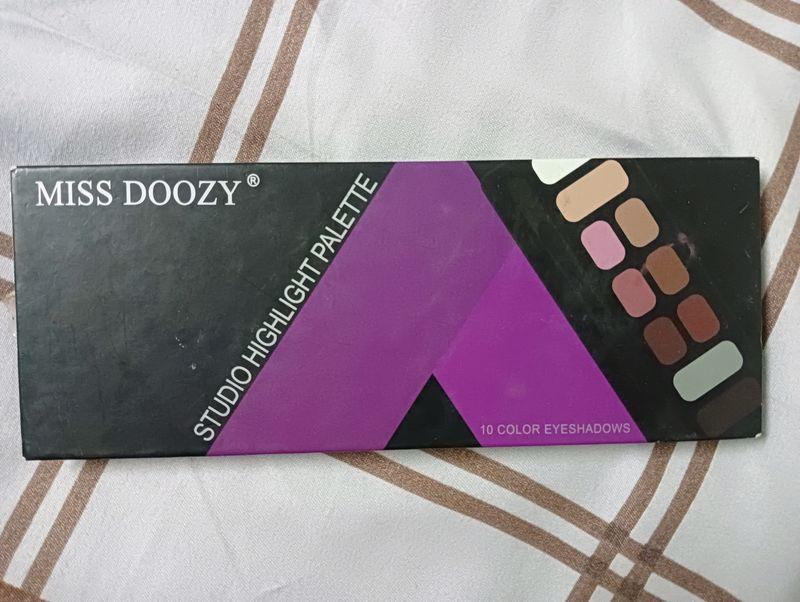 MISS DOOZY®
STUDIO HIGHLIGHT PALETTE
10 COLOR EYESHADOWS